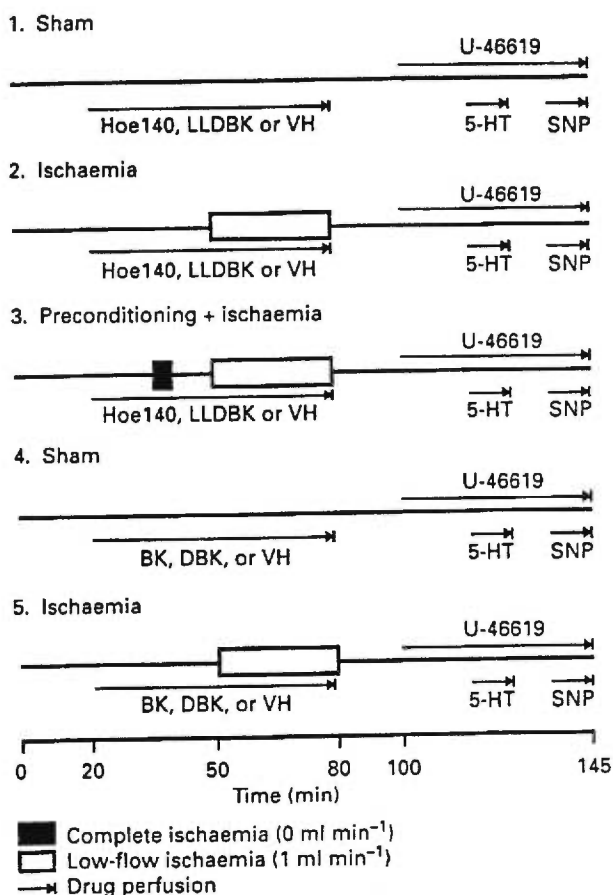 1. Sham
U-46619
Hoe140, LLDBK or VH
5-HT SNP
2. Ischaemia
U-46619
Hoe140, LLDBK or VH
5-HT SNP
3. Preconditioning + ischaemia
U-46619
Hoe140, LLDBK or VH
5-HT SNP
4. Sham
U-46619
BK, DBK, or VH
5-HT SNP
5. Ischaemia
U-46619
BK, DBK, or VH
5-HT SNP
0 20 50 80 100 145
Time (min)
Complete ischaemia (0 ml min⁻¹)
Low-flow ischaemia (1 ml min⁻¹)
Drug perfusion